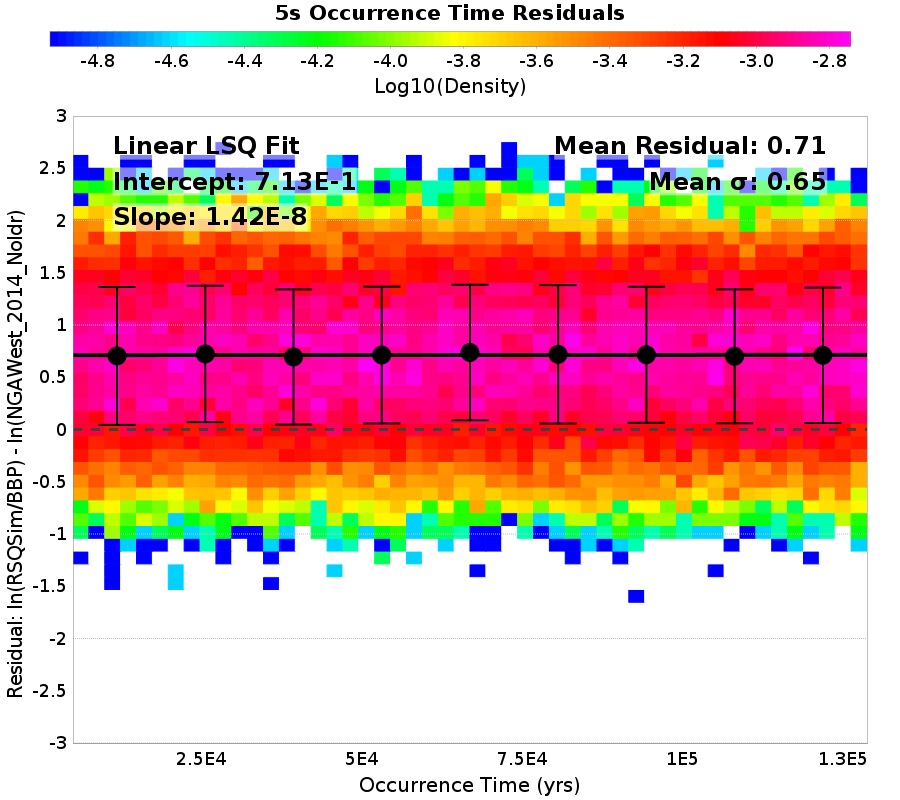 5s Occurrence Time Residuals
-4.8 -4.6 -4.4 -4.2 -4.0 -3.8 -3.6 -3.4 -3.2 -3.0 -2.8
Log10(Density)
Linear LSQ Fit
Intercept: 7.13E-1
Slope: 1.42E-8
Mean Residual: 0.71
Mean σ: 0.65
Residual: ln(RSQSim/BBP) - ln(NGAWest_2014_NoIdr)
3
2.5
2
1.5
1
0.5
0
-0.5
-1
-1.5
-2
-2.5
-3
2.5E4 5E4 7.5E4 1E5 1.3E5
Occurrence Time (yrs)